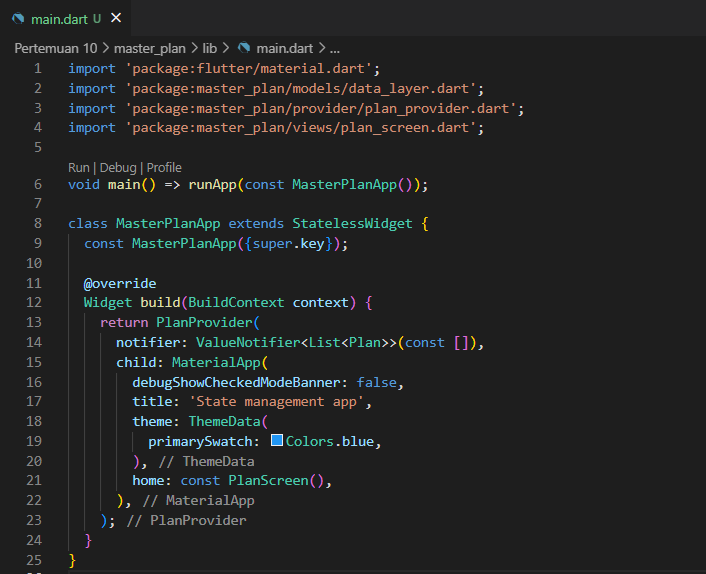 main.dart U ×
Pertemuan 10 > master_plan > lib > main.dart > ...
1 import 'package:flutter/material.dart';
2 import 'package:master_plan/models/data_layer.dart';
3 import 'package:master_plan/provider/plan_provider.dart';
4 import 'package:master_plan/views/plan_screen.dart';
5
Run | Debug | Profile
6 void main() => runApp(const MasterPlanApp());
7
8 class MasterPlanApp extends StatelessWidget {
9   const MasterPlanApp({super.key});
10
11   @override
12   Widget build(BuildContext context) {
13     return PlanProvider(
14       notifier: ValueNotifier<List<Plan>>(const []),
15       child: MaterialApp(
16         debugShowCheckedModeBanner: false,
17         title: 'State management app',
18         theme: ThemeData(
19           primarySwatch: Colors.blue,
20         ), // ThemeData
21         home: const PlanScreen(),
22       ), // MaterialApp
23     ); // PlanProvider
24   }
25 }